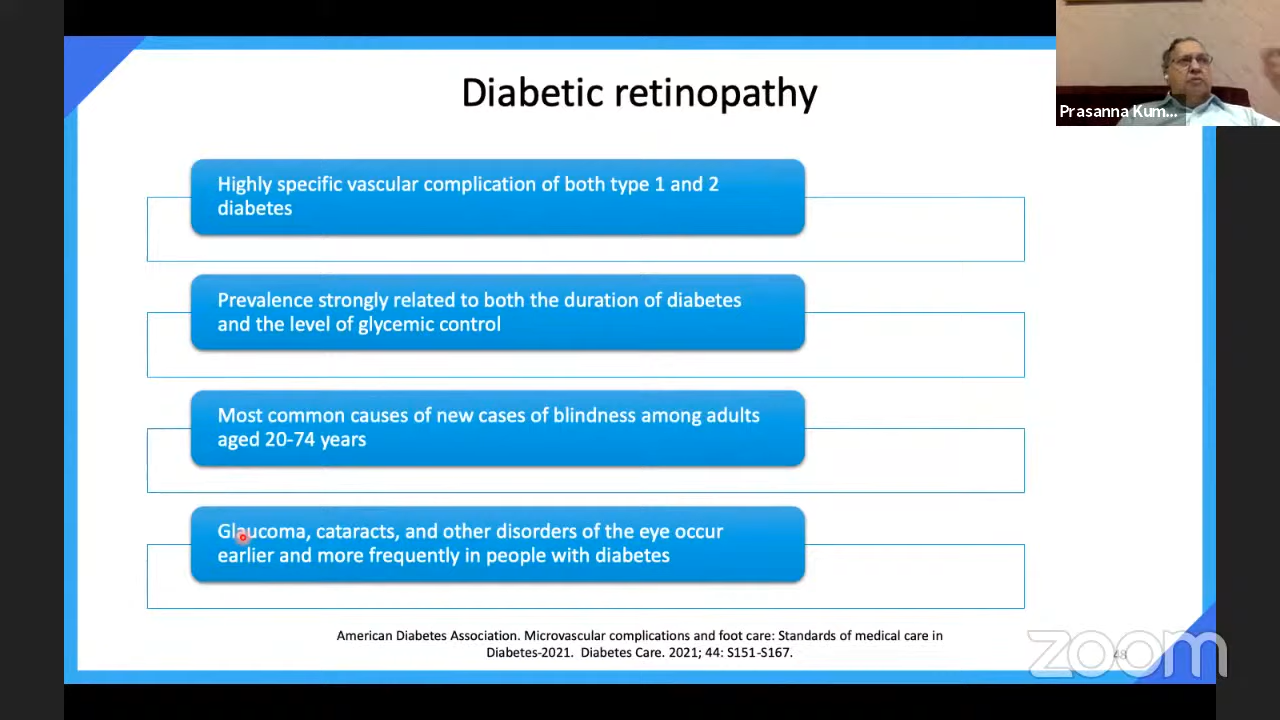 Diabetic retinopathy
Prasanna Kum...
Highly specific vascular complication of both type 1 and 2
diabetes
Prevalence strongly related to both the duration of diabetes
and the level of glycemic control
Most common causes of new cases of blindness among adults
aged 20-74 years
Glaucoma, cataracts, and other disorders of the eye occur
earlier and more frequently in people with diabetes
American Diabetes Association. Microvascular complications and foot care: Standards of medical care in
Diabetes-2021. Diabetes Care. 2021; 44: S151-S167.
48
zoom